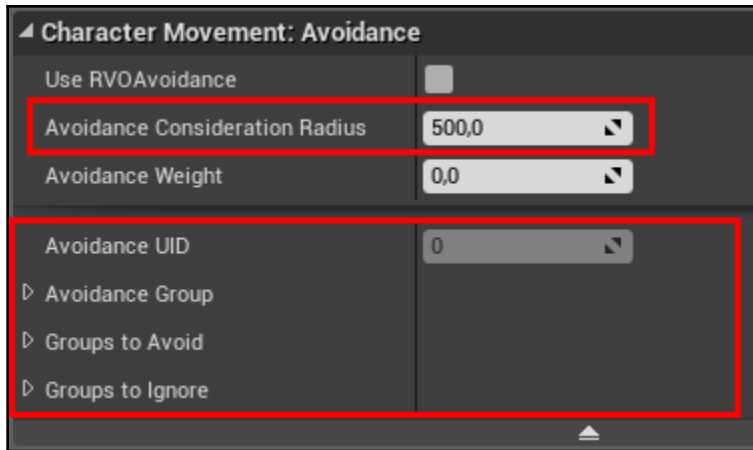 Character Movement: Avoidance
Use RVOAvoidance
Avoidance Consideration Radius 500,0
Avoidance Weight 0,0
Avoidance UID 0
Avoidance Group
Groups to Avoid
Groups to Ignore